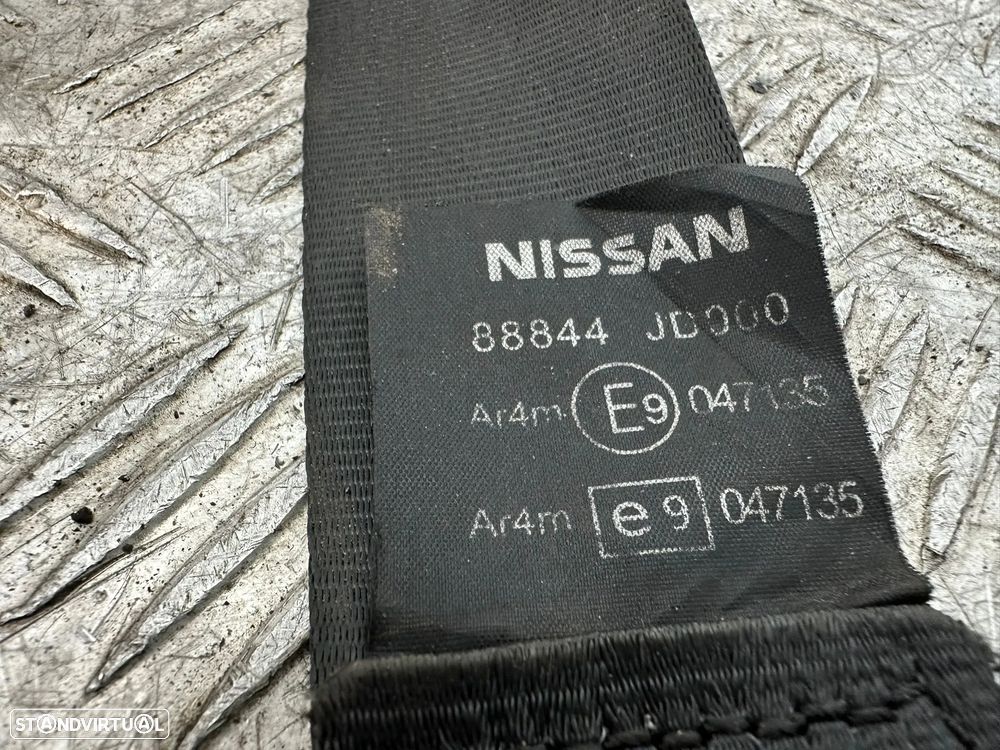 NISSAN
88844 JD000
Ar4m E9 047135
Ar4m e9 047135
STANDVIRTUAL